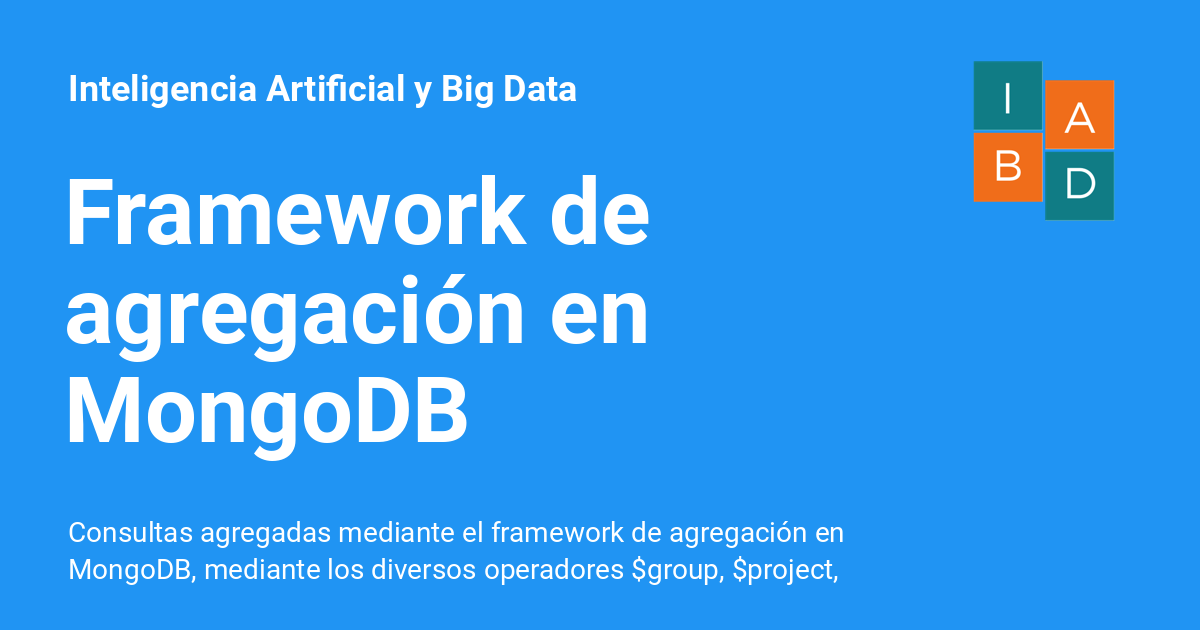 Inteligencia Artificial y Big Data
I
A
B
D
Framework de
agregación en
MongoDB
Consultas agregadas mediante el framework de agregación en
MongoDB, mediante los diversos operadores $group, $project,